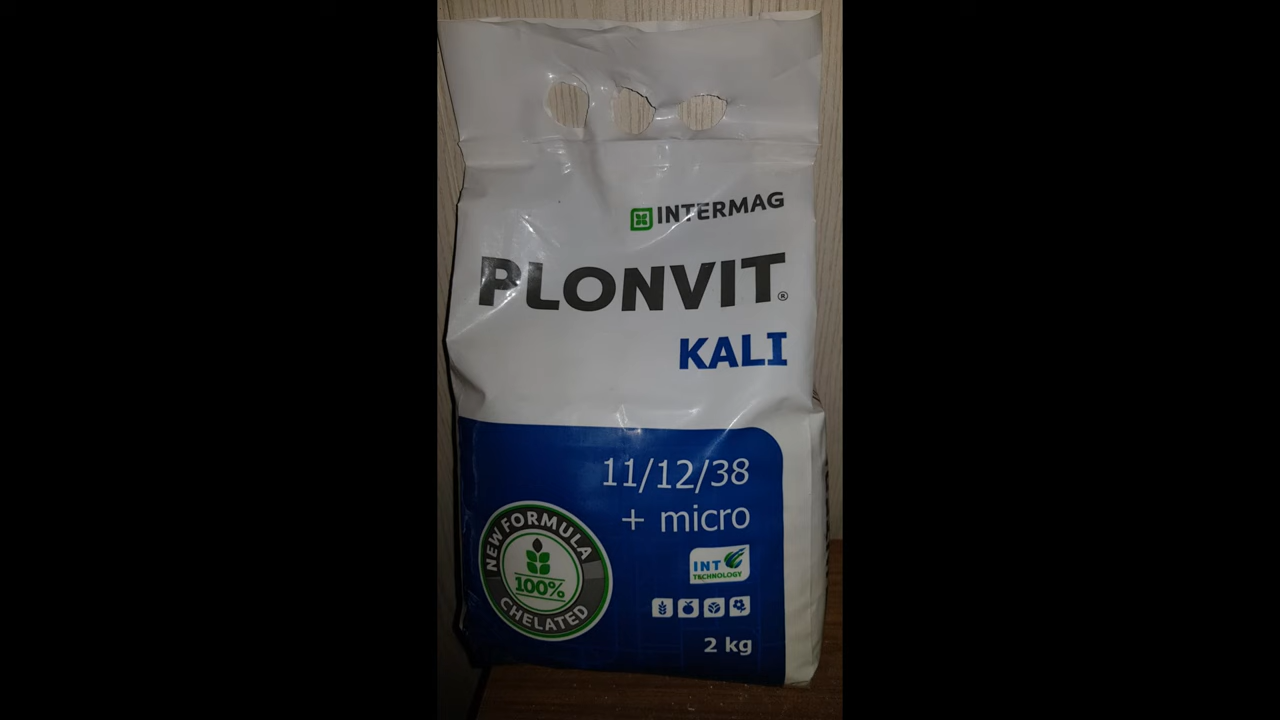 INTERMAG
PLONVIT®
KALI
11/12/38
+ micro
NEW FORMULA
100%
CHELATED
INT
TECHNOLOGY
2 kg